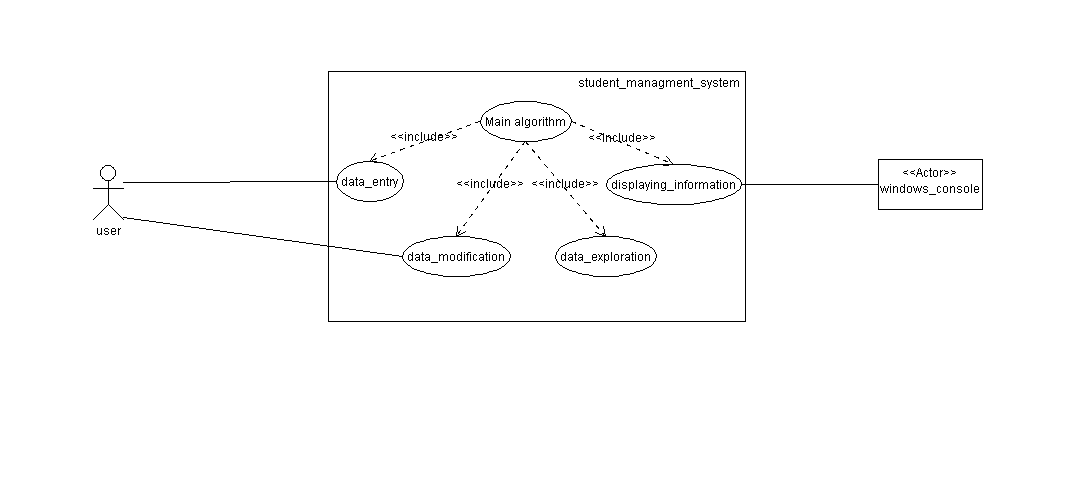 student_managment_system
Main algorithm
<<include>>
<<include>>
data_entry
<<include>>
<<include>>
displaying_information
<<Actor>>
windows_console
user
data_modification
data_exploration